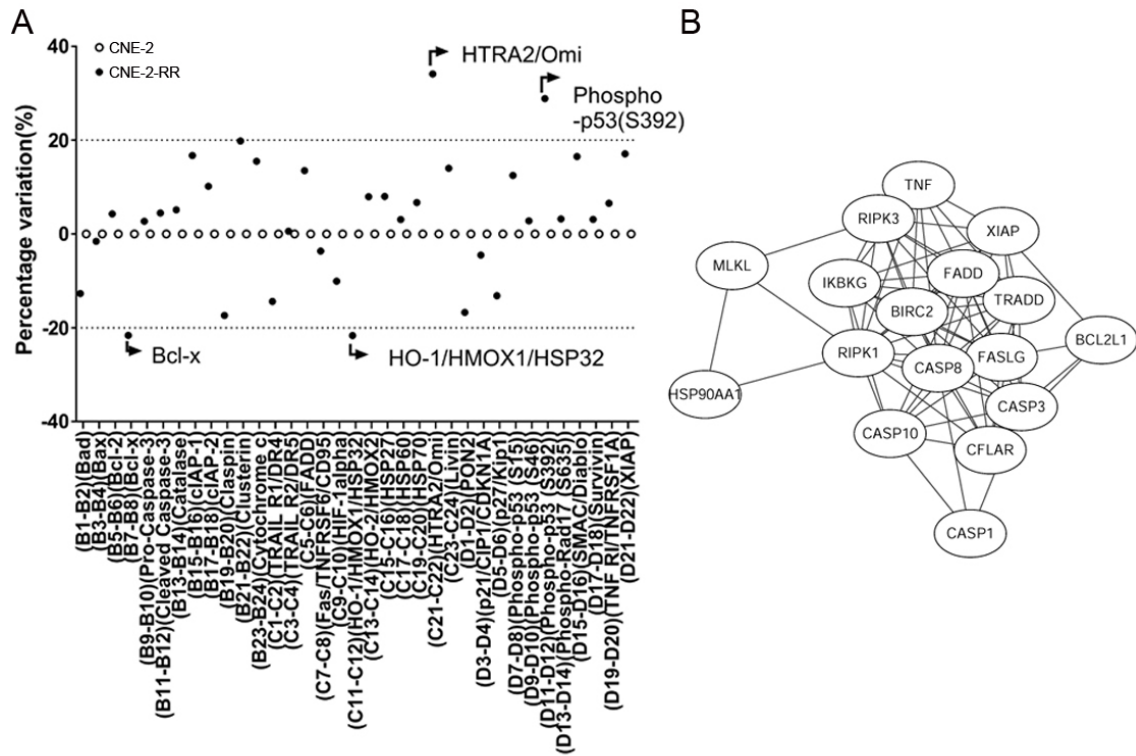 A
B
40
20
0
-20
-40
Percentage variation(%)
CNE-2
CNE-2-RR
HTRA2/Omi
Phospho
-p53(S392)
Bcl-x
HO-1/HMOX1/HSP32
(B1-B2)(Bad)
(B3-B4)(Bax)
(B5-B6)(Bcl-2)
(B7-B8)(Bcl-x)
(B9-B10)(Pro-Caspase-3)
(B11-B12)(Cleaved Caspase-3)
(B13-B14)(Catalase)
(B15-B16)(cIAP-1)
(B17-B18)(cIAP-2)
(B19-B20)(Claspin)
(B21-B22)(Clusterin)
(B23-B24)(Cytochrome c)
(C1-C2)(TRAIL R1/DR4)
(C3-C4)(TRAIL R2/DR5)
(C5-C6)(FADD)
(C7-C8)(Fas/TNFRSF6/CD95)
(C9-C10)(HIF-1alpha)
(C11-C12)(HO-1/HMOX1/HSP32)
(C13-C14)(HO-2/HMOX2)
(C15-C16)(HSP27)
(C17-C18)(HSP60)
(C19-C20)(HSP70)
(C21-C22)(HTRA2/Omi)
(C23-C24)(Livin)
(D1-D2)(PON2)
(D3-D4)(p21/CIP1/CDKN1A)
(D5-D6)(p27/Kip1)
(D7-D8)(Phospho-p53 (S15))
(D9-D10)(Phospho-p53 (S46))
(D11-D12)(Phospho-p53 (S392))
(D13-D14)(Phospho-Rad17 (S635))
(D15-D16)(SMAC/Diablo)
(D17-D18)(Survivin)
(D19-D20)(TNF RI/TNFRSF1A)
(D21-D22)(XIAP)
TNF
RIPK3
XIAP
MLKL
FADD
IKBKG
TRADD
BIRC2
BCL2L1
RIPK1
FASLG
CASP8
HSP90AA1
CASP3
CASP10
CFLAR
CASP1